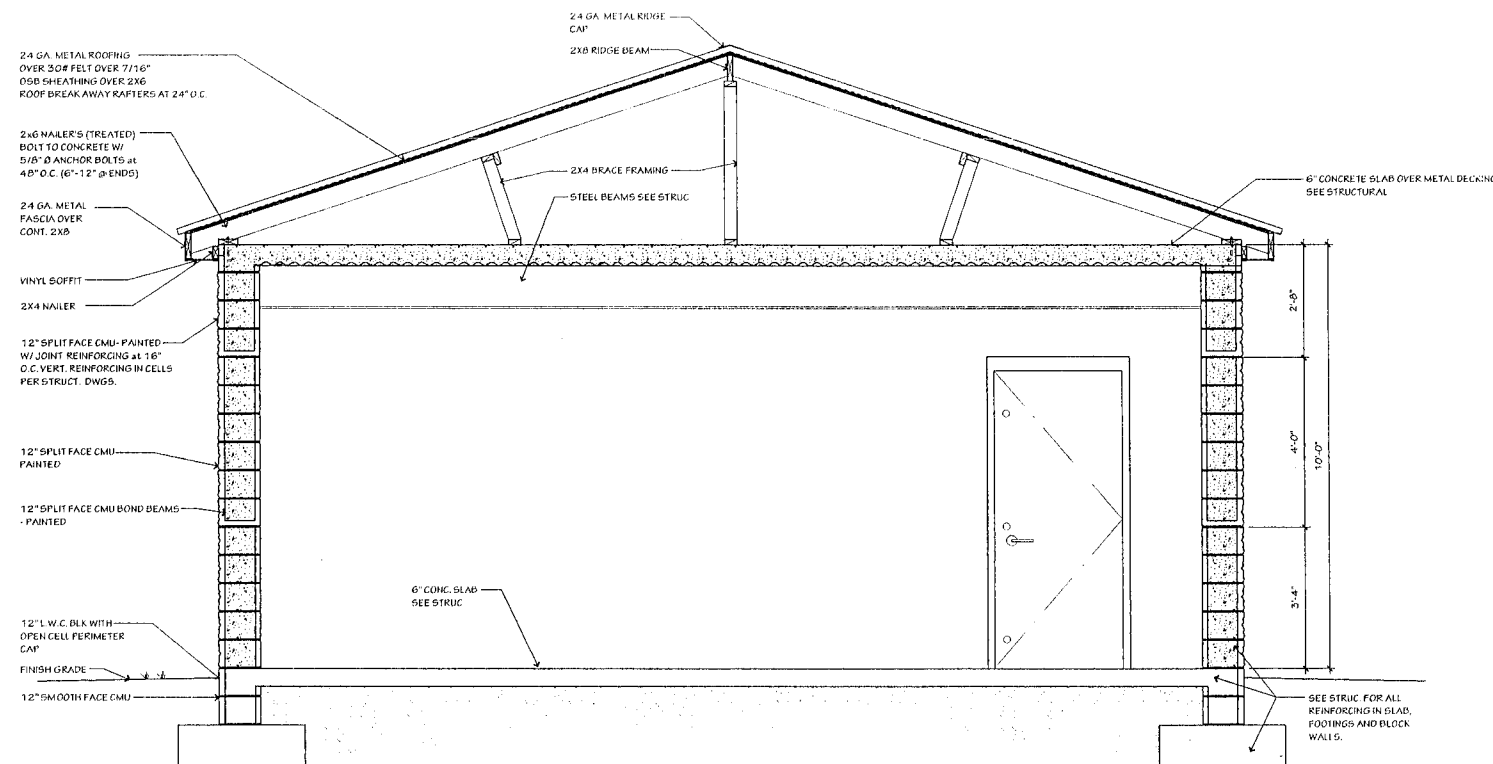 24 GA. METAL RIDGE
CAP
2X8 RIDGE BEAM
24 GA. METAL ROOFING
OVER 30# FELT OVER 7/16"
OSB SHEATHING OVER 2X6
ROOF BREAK AWAY RAFTERS AT 24" O.C.
2x6 NAILER'S (TREATED)
BOLT TO CONCRETE W/
5/8" Ø ANCHOR BOLTS at
48" O.C. (6"-12" @ ENDS)
2X4 BRACE FRAMING
6" CONCRETE SLAB OVER METAL DECKING
SEE STRUCTURAL
STEEL BEAMS SEE STRUC
24 GA. METAL
FASCIA OVER
CONT. 2X8
VINYL SOFFIT
2X4 NAILER
2'-8"
12" SPLIT FACE CMU- PAINTED
W/ JOINT REINFORCING at 16"
O.C. VERT. REINFORCING IN CELLS
PER STRUCT. DWGS.
12" SPLIT FACE CMU
PAINTED
4'-0"
10'-0"
12" SPLIT FACE CMU BOND BEAMS
- PAINTED
6" CONC. SLAB
SEE STRUC
3'-4"
12" L.W.C. BLK WITH
OPEN CELL PERIMETER
CAP
FINISH GRADE
12" SMOOTH FACE CMU
SEE STRUC. FOR ALL
REINFORCING IN SLAB,
FOOTINGS AND BLOCK
WALLS.